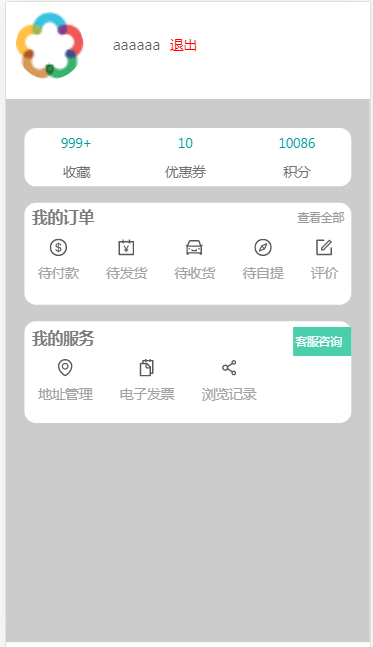 aaaaaa 退出
999+ 10 10086
收藏 优惠券 积分
我的订单 查看全部
待付款 待发货 待收货 待自提 评价
我的服务 客服咨询
地址管理 电子发票 浏览记录